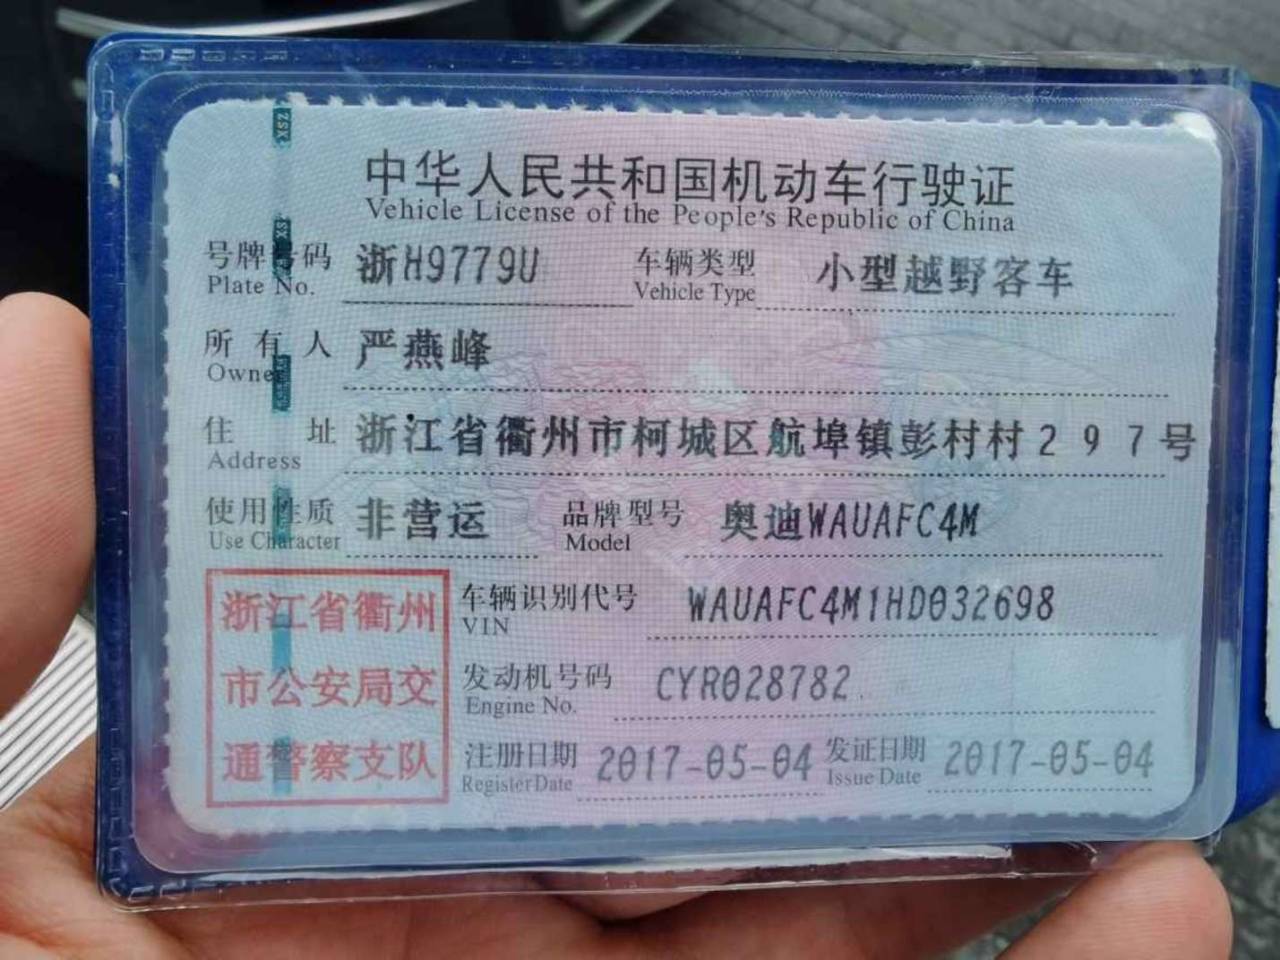 中华人民共和国机动车行驶证
Vehicle License of the People's Republic of China
号牌号码 浙H9779U 车辆类型 小型越野客车
Plate No. Vehicle Type
所有人 严燕峰
Owner
住址 浙江省衢州市柯城区航埠镇彭村村297号
Address
使用性质 非营运 品牌型号 奥迪WAUAFC4M
Use Character Model
浙江省衢州
市公安局交
通警察支队
车辆识别代号 WAUAFC4M1HD032698
VIN
发动机号码 CYR028782
Engine No.
注册日期 2017-05-04 发证日期 2017-05-04
Register Date Issue Date